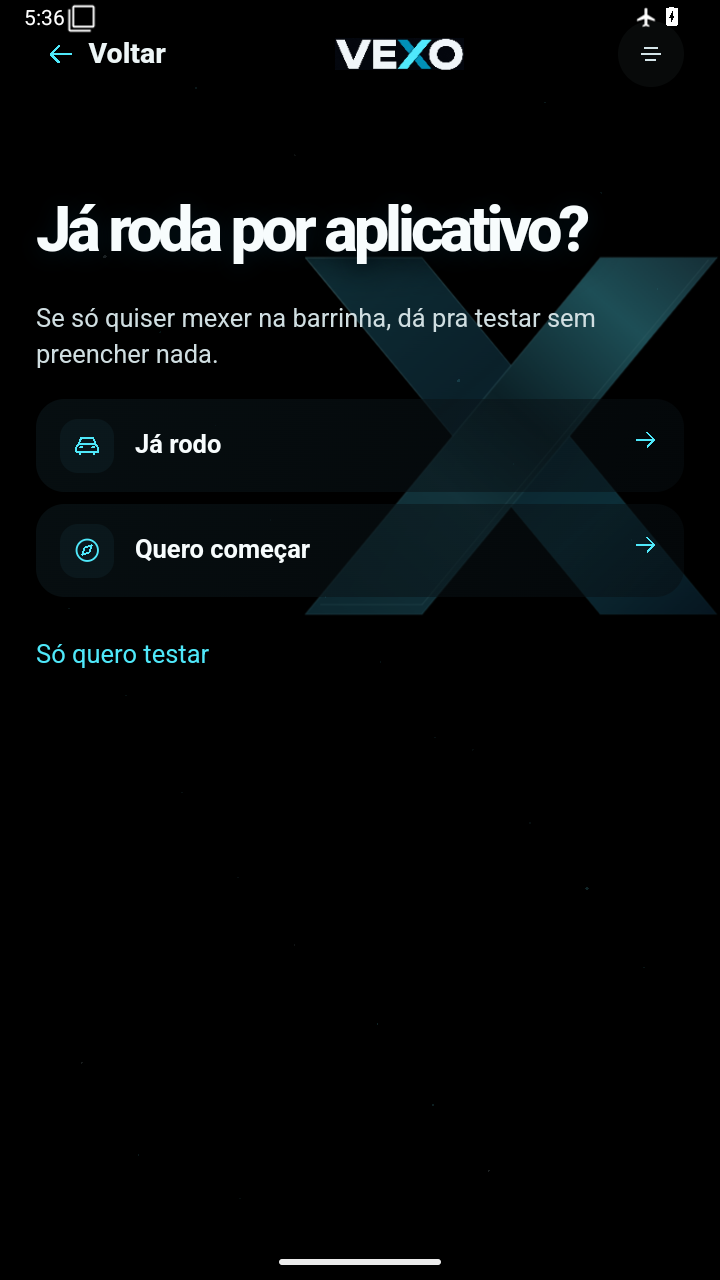 5:36
Voltar
VEXO
Já roda por aplicativo?
Se só quiser mexer na barrinha, dá pra testar sem
preencher nada.
Já rodo
Quero começar
Só quero testar